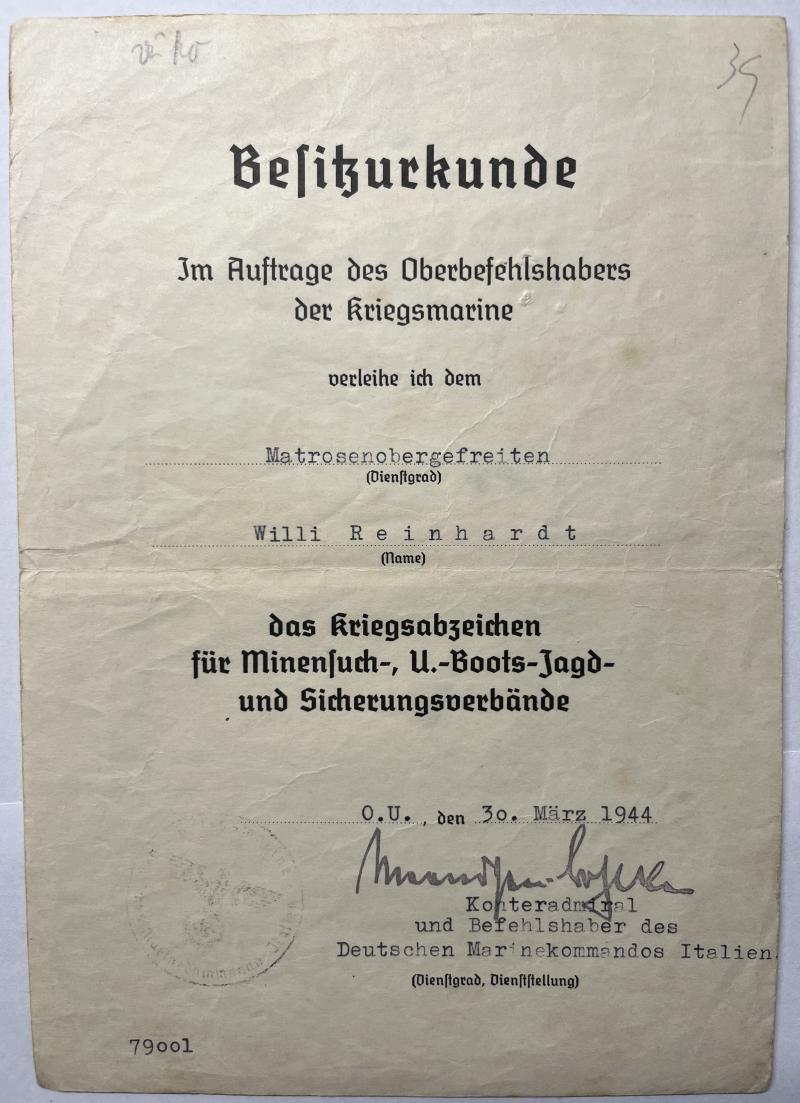 35
Besitzurkunde
Im Auftrage des Oberbefehlshabers
der Kriegsmarine
verleihe ich dem
Matrosenobergefreiten
(Dienstgrad)
Willi Reinhardt
(Name)
das Kriegsabzeichen
für Minensuch-, U.-Boots-Jagd-
und Sicherungsverbände
O.U., den 30. März 1944
Konteradmiral
und Befehlshaber des
Deutschen Marinekommandos Italien.
(Dienstgrad, Dienststellung)
79001